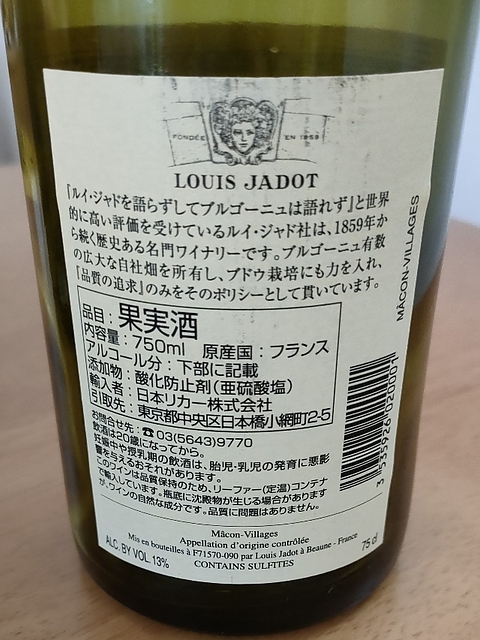 FONDÉE EN 1859
LOUIS JADOT
『ルイ・ジャドを語らずしてブルゴーニュは語れず』と世界
的に高い評価を受けているルイ・ジャド社は、1859年か
ら続く歴史ある名門ワイナリーです。ブルゴーニュ有数
の広大な自社畑を所有し、ブドウ栽培にも力を入れ、
『品質の追求』のみをそのポリシーとして貫いています。
品目：果実酒
内容量：750ml 原産国：フランス
アルコール分：下部に記載
添加物：酸化防止剤(亜硫酸塩)
輸入者：日本リカー株式会社
引取先：東京都中央区日本橋小網町2-5
お問合せ先：☎03(5643)9770
飲酒は20歳になってから。
妊娠中や授乳期の飲酒は、胎児・乳児の発育に悪影
響を与えるおそれがあります。
このワインは品質保持のため、リーファー(定温)コンテナ
で輸入しています。瓶底に沈殿物が生じる場合があります
が、ワインの自然な成分です。品質に問題はありません。
Mâcon-Villages
Appellation d'origine contrôlée
Mis en bouteilles à F71570-090 par Louis Jadot à Beaune - France
CONTAINS SULFITES
ALC. BY VOL. 13%
75 cl
MÂCON-VILLAGES
3 535926 020001